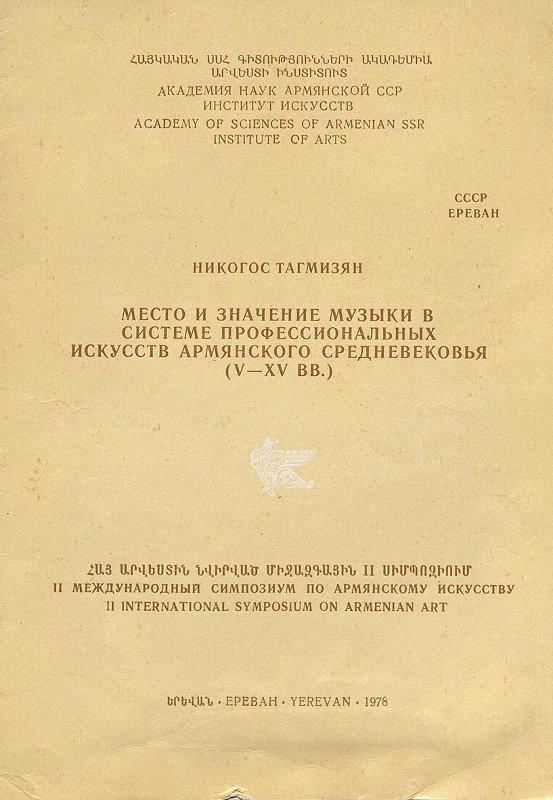 ՀԱՅԿԱԿԱՆ ՍՍՀ ԳԻՏՈՒԹՅՈՒՆՆԵՐԻ ԱԿԱԴԵՄԻԱ
ԱՐՎԵՍՏԻ ԻՆՍՏԻՏՈՒՏ
АКАДЕМИЯ НАУК АРМЯНСКОЙ ССР
ИНСТИТУТ ИСКУССТВ
ACADEMY OF SCIENCES OF ARMENIAN SSR
INSTITUTE OF ARTS
СССР
ЕРЕВАН
НИКОГОС ТАГМИЗЯН
МЕСТО И ЗНАЧЕНИЕ МУЗЫКИ В
СИСТЕМЕ ПРОФЕССИОНАЛЬНЫХ
ИСКУССТВ АРМЯНСКОГО СРЕДНЕВЕКОВЬЯ
(V—XV ВВ.)
ՀԱՅ ԱՐՎԵՍՏԻՆ ՆՎԻՐՎԱԾ ՄԻՋԱԶԳԱՅԻՆ II ՍԻՄՊՈԶԻՈՒՄ
II МЕЖДУНАРОДНЫЙ СИМПОЗИУМ ПО АРМЯНСКОМУ ИСКУССТВУ
II INTERNATIONAL SYMPOSIUM ON ARMENIAN ART
ԵՐԵՎԱՆ · ЕРЕВАН · YEREVAN · 1978